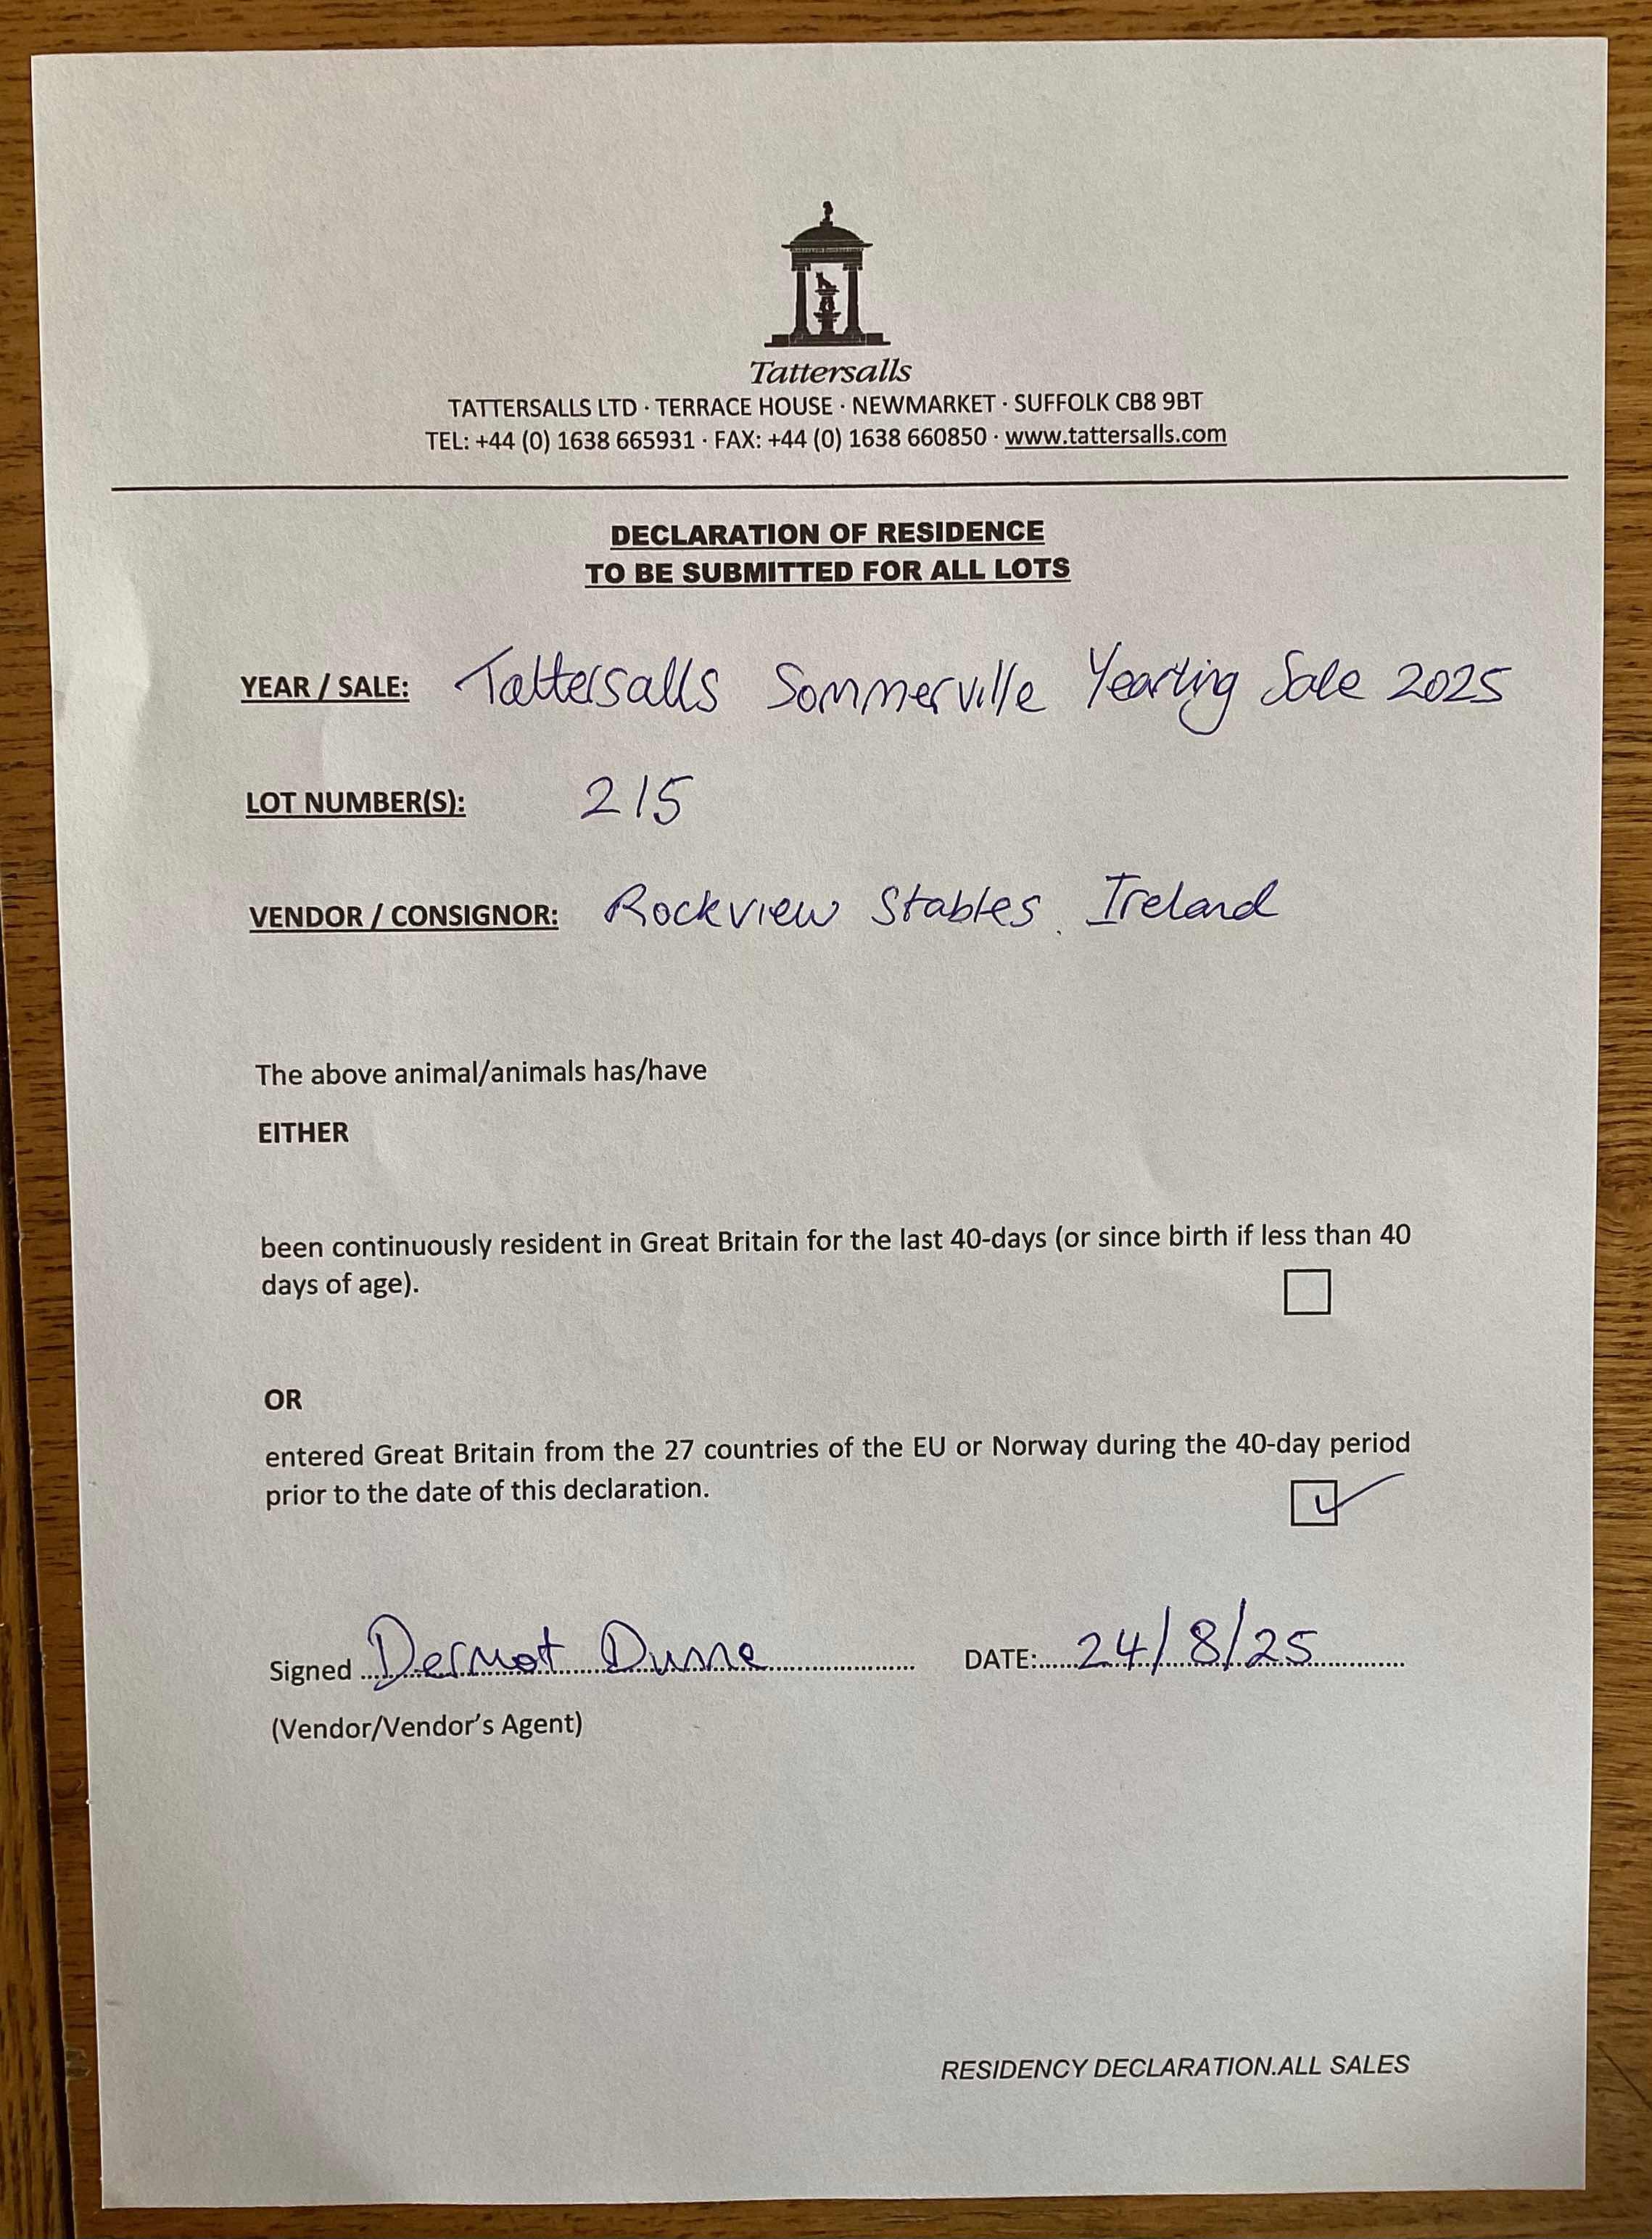 Tattersalls
TATTERSALLS LTD · TERRACE HOUSE · NEWMARKET · SUFFOLK CB8 9BT
TEL: +44 (0) 1638 665931 · FAX: +44 (0) 1638 660850 · www.tattersalls.com
DECLARATION OF RESIDENCE
TO BE SUBMITTED FOR ALL LOTS
YEAR / SALE: Tattersalls Sommerville Yearling Sale 2025
LOT NUMBER(S): 215
VENDOR / CONSIGNOR: Rockview Stables. Ireland
The above animal/animals has/have
EITHER
been continuously resident in Great Britain for the last 40-days (or since birth if less than 40
days of age).
OR
entered Great Britain from the 27 countries of the EU or Norway during the 40-day period
prior to the date of this declaration.
Signed Dermot Dunne DATE: 24/8/25
(Vendor/Vendor's Agent)
RESIDENCY DECLARATION.ALL SALES